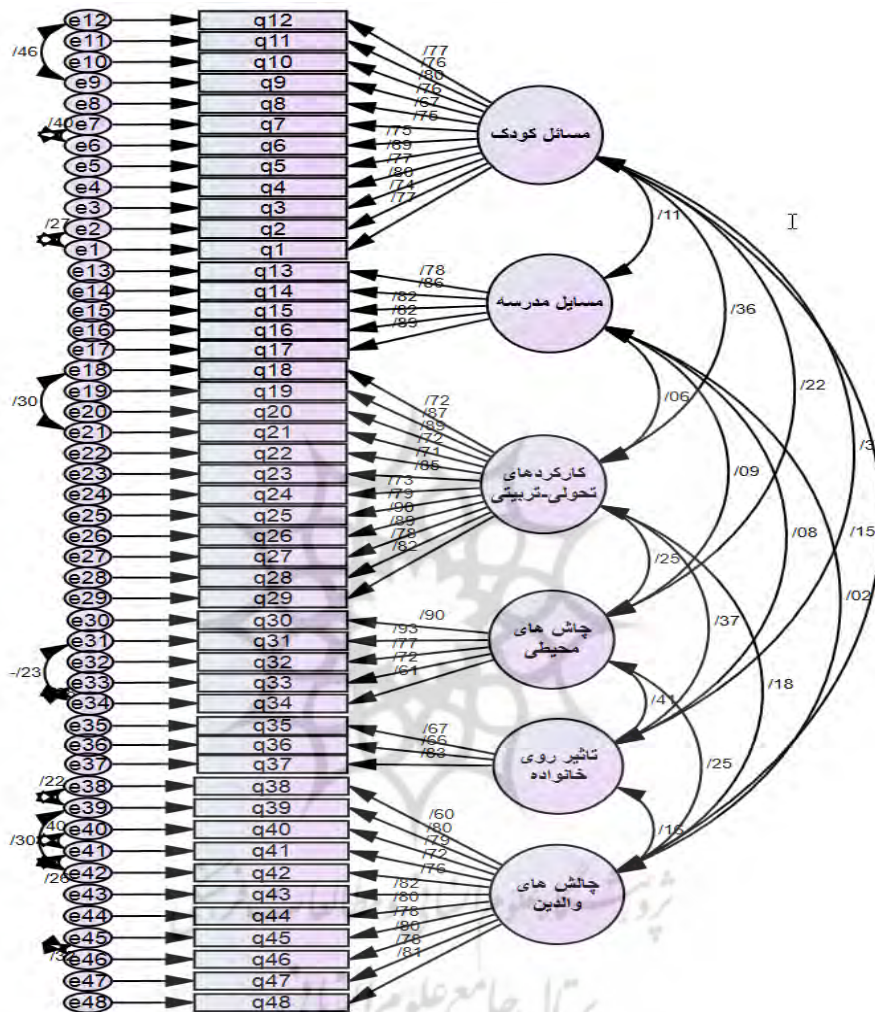 e12 q12
e11 q11 /77
/46 e10 q10 /76
e9 q9 /80
e8 q8 /76
e7 q7 /67
/40 e6 q6 /75
e5 q5 /75
e4 q4 /69
e3 q3 /77
e2 q2 /80
/27 e1 q1 /74
/77
مسائل کودک
e13 q13 /78
e14 q14 /86
e15 q15 /82
e16 q16 /82
e17 q17 /89
مسایل مدرسه
/11
/36
e18 q18
e19 q19 /72
/30 e20 q20 /87
e21 q21 /89
e22 q22 /72
e23 q23 /71
e24 q24 /85
e25 q25 /73
e26 q26 /79
e27 q27 /90
e28 q28 /89
e29 q29 /78
/82
کارکردهای
تحولی-تربیتی
/06
/22
/09
/08
/15
/02
/25
/37
/18
e30 q30 /90
e31 q31 /93
-/23 e32 q32 /77
e33 q33 /72
e34 q34 /61
چاش های
محیطی
/41
/25
e35 q35 /67
e36 q36 /66
e37 q37 /83
تاثیر روی
خانواده
/16
/22 e38 q38 /60
e39 q39 /80
/40 e40 q40 /79
/30 e41 q41 /72
/26 e42 q42 /76
e43 q43 /82
e44 q44 /80
e45 q45 /78
e46 q46 /80
e47 q47 /78
e48 q48 /81
چالش های
والدین